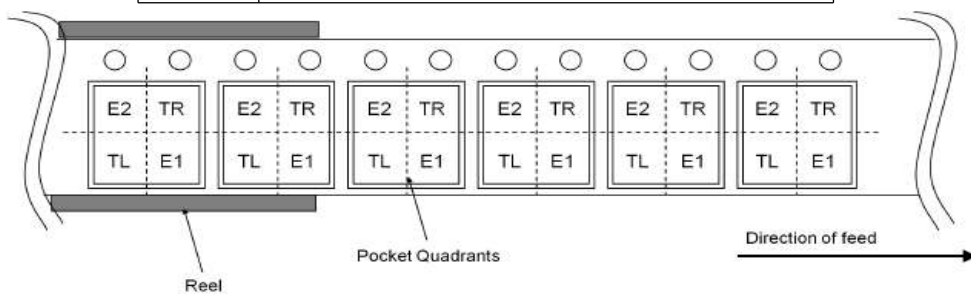 E2 TR E2 TR E2 TR E2 TR E2 TR E2 TR
TL E1 TL E1 TL E1 TL E1 TL E1 TL E1
Direction of feed
Pocket Quadrants
Reel